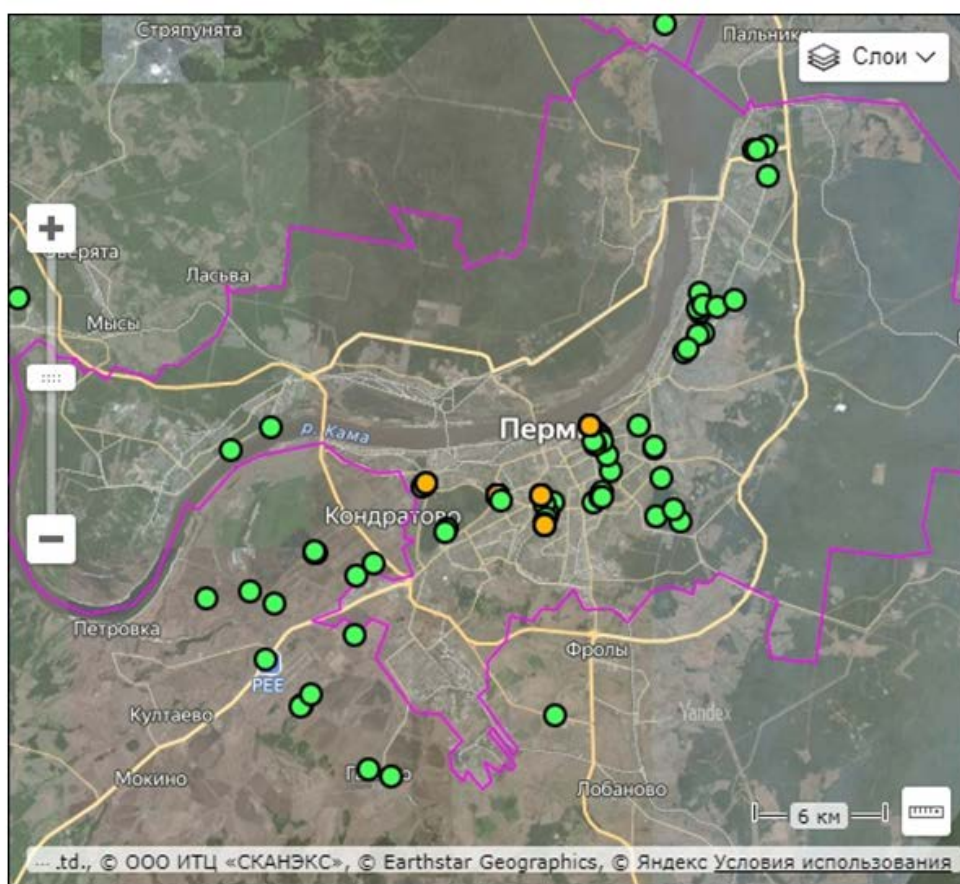 Стряпунята
Пальники
Слои
Ласьва
Мысы
р. Кама
Кондратово
Петровка
Фролы
PEE
Култаево
Yandex
Мокино
Лобаново
6 км
... .td., © ООО ИТЦ «СКАНЭКС», © Earthstar Geographics, © Яндекс Условия использования